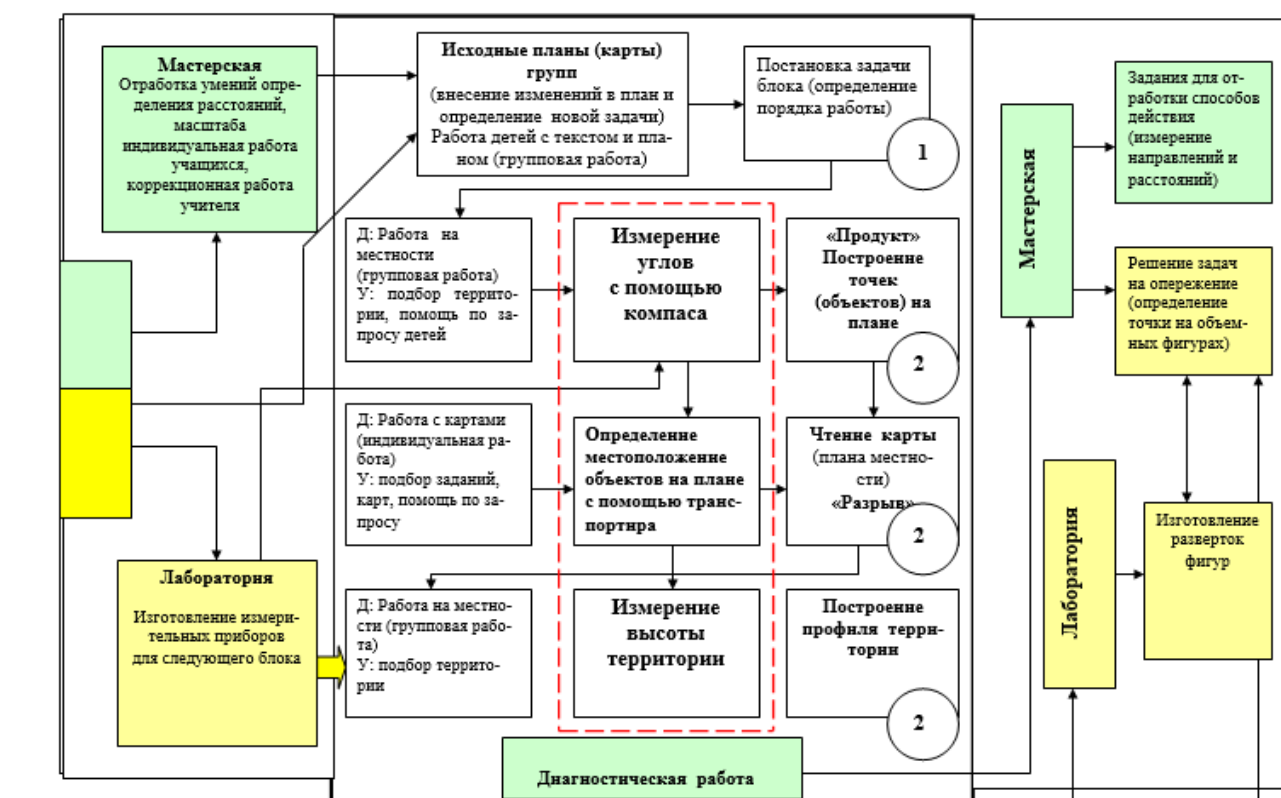 Мастерская
Отработка умений опре-
деления расстояний,
масштаба
индивидуальная работа
учащихся,
коррекционная работа
учителя
Исходные планы (карты)
групп
(внесение изменений в план и
определение новой задачи)
Работа детей с текстом и пла-
ном (групповая работа)
Постановка задачи
блока (определение
порядка работы)
1
Задания для от-
работки способов
действия
(измерение
направлений и
расстояний)
Мастерская
Д: Работа на
местности
(групповая работа)
У: подбор террито-
рии, помощь по за-
просу детей
Измерение
углов
с помощью
компаса
«Продукт»
Построение
точек
(объектов) на
плане
2
Решение задач
на опережение
(определение
точки на объем-
ных фигурах)
Д: Работа с картами
(индивидуальная ра-
бота)
У: подбор заданий,
карт, помощь по за-
просу
Определение
местоположение
объектов на плане
с помощью транс-
портира
Чтение карты
(плана местно-
сти)
«Разрыв»
2
Лаборатория
Изготовление
разверток
фигур
Лаборатория
Изготовление измери-
тельных приборов
для следующего блока
Д: Работа на местно-
сти (групповая рабо-
та)
У: подбор террито-
рии
Измерение
высоты
территории
Построение
профиля терри-
тории
2
Диагностическая работа